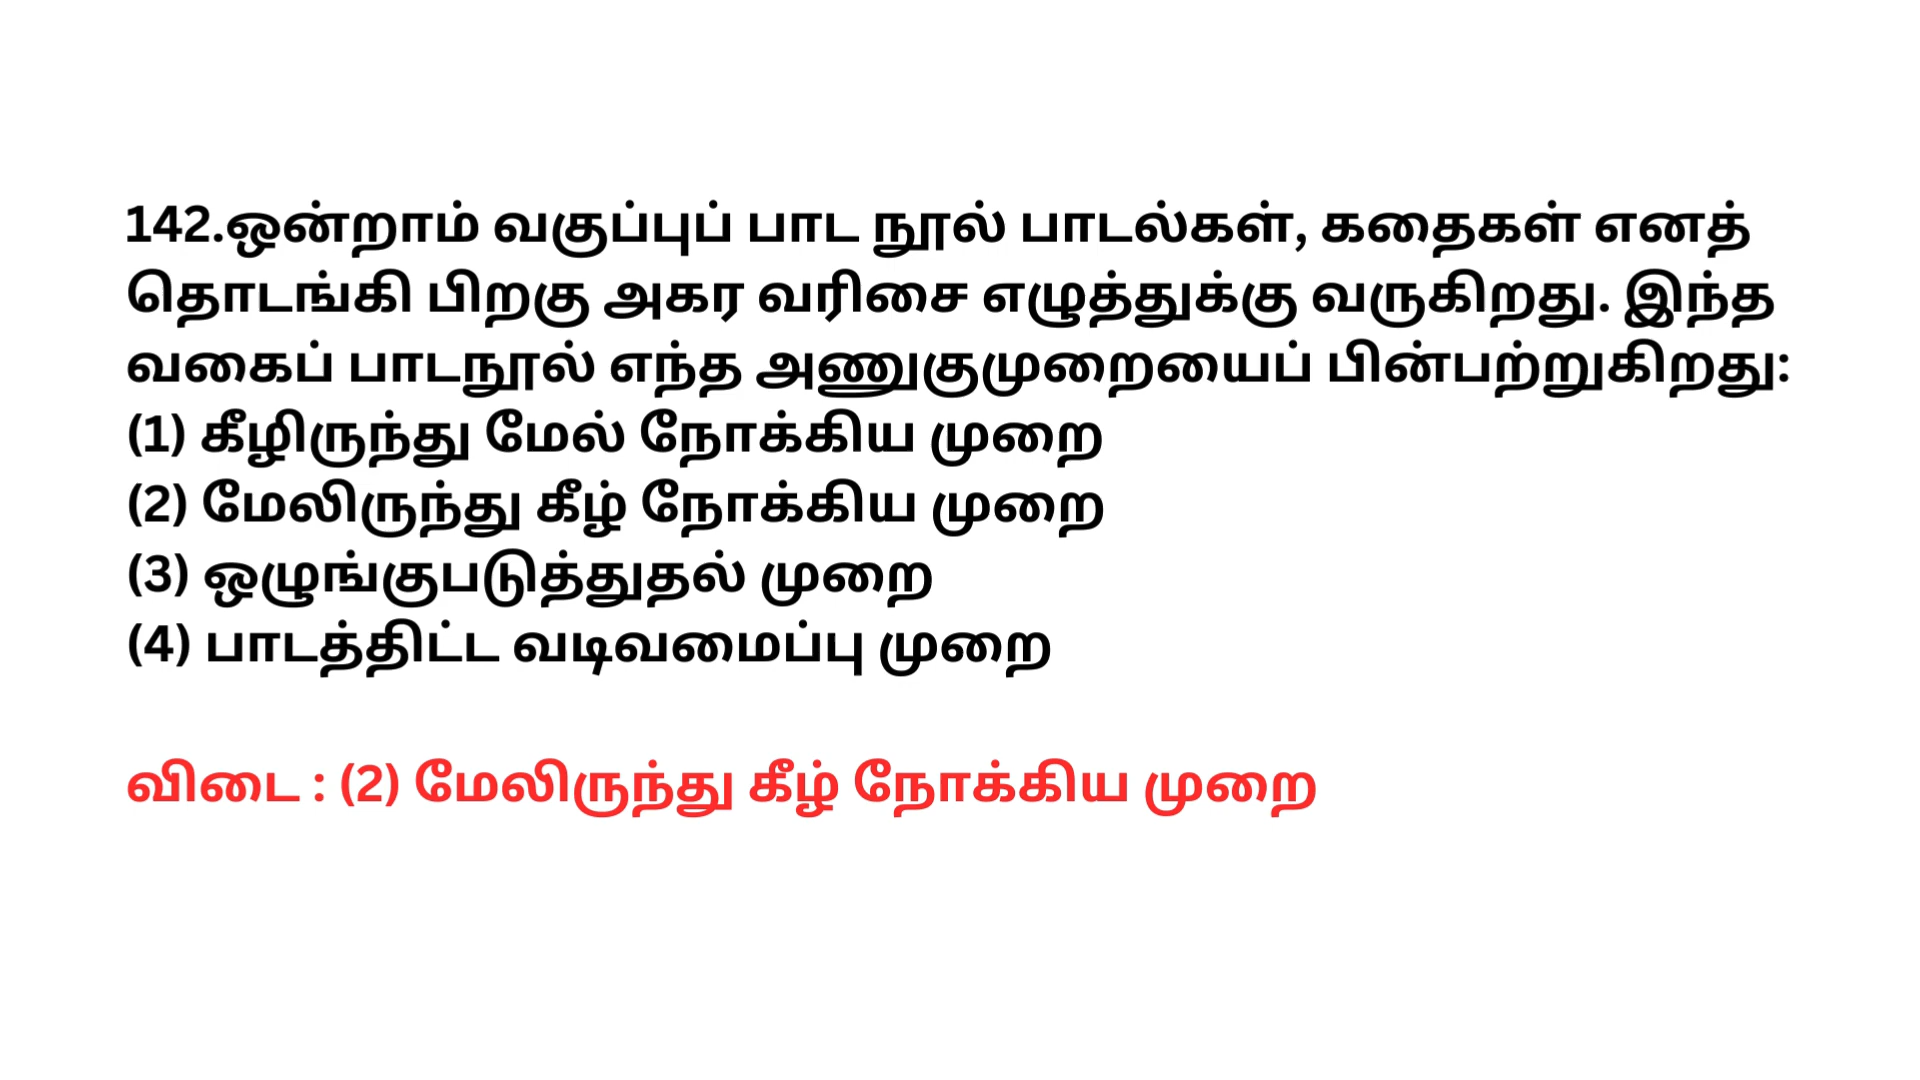 142.ஒன்றாம் வகுப்புப் பாட நூல் பாடல்கள், கதைகள் எனத்
தொடங்கி பிறகு அகர வரிசை எழுத்துக்கு வருகிறது. இந்த
வகைப் பாடநூல் எந்த அணுகுமுறையைப் பின்பற்றுகிறது:
(1) கீழிருந்து மேல் நோக்கிய முறை
(2) மேலிருந்து கீழ் நோக்கிய முறை
(3) ஒழுங்குபடுத்துதல் முறை
(4) பாடத்திட்ட வடிவமைப்பு முறை
விடை : (2) மேலிருந்து கீழ் நோக்கிய முறை